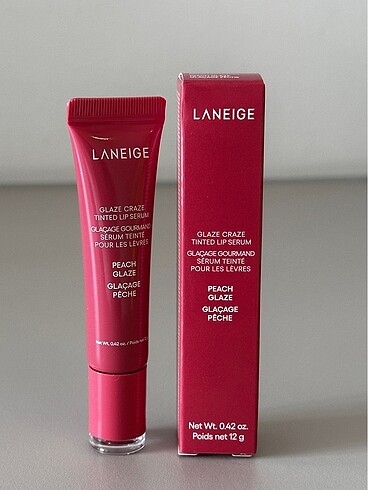 LANEIGE
GLAZE CRAZE
TINTED LIP SERUM
GLAÇAGE GOURMAND
SÉRUM TEINTÉ
POUR LES LÈVRES
PEACH
GLAZE
GLAÇAGE
PÊCHE
Net Wt. 0.42 oz. / Poids net
LANEIGE
GLAZE CRAZE
TINTED LIP SERUM
GLAÇAGE GOURMAND
SÉRUM TEINTÉ
POUR LES LÈVRES
PEACH
GLAZE
GLAÇAGE
PÊCHE
Net Wt. 0.42 oz.
Poids net 12 g